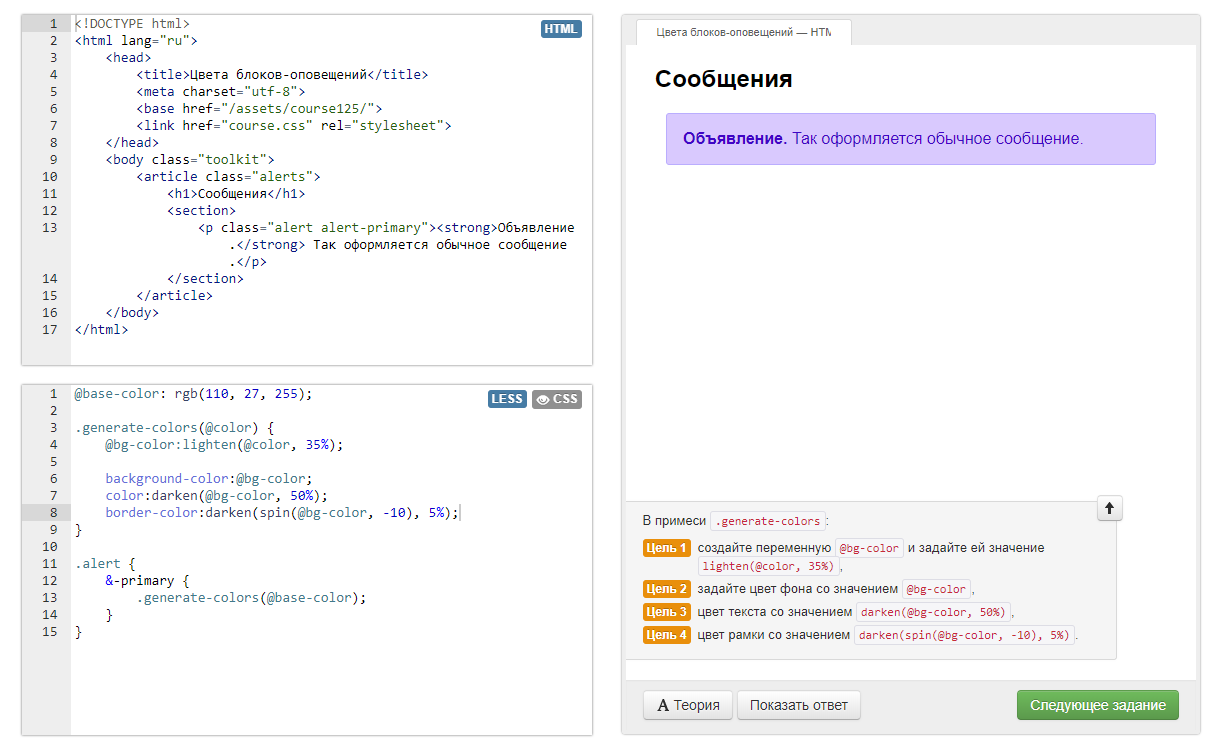 HTML
1 <!DOCTYPE html>
2 <html lang="ru">
3     <head>
4         <title>Цвета блоков-оповещений</title>
5         <meta charset="utf-8">
6         <base href="/assets/course125/">
7         <link href="course.css" rel="stylesheet">
8     </head>
9     <body class="toolkit">
10         <article class="alerts">
11             <h1>Сообщения</h1>
12             <section>
13                 <p class="alert alert-primary"><strong>Объявление
.</strong> Так оформляется обычное сообщение
.</p>
14             </section>
15         </article>
16     </body>
17 </html>
LESS CSS
1 @base-color: rgb(110, 27, 255);
2
3 .generate-colors(@color) {
4     @bg-color:lighten(@color, 35%);
5
6     background-color:@bg-color;
7     color:darken(@bg-color, 50%);
8     border-color:darken(spin(@bg-color, -10), 5%);
9 }
10
11 .alert {
12     &-primary {
13         .generate-colors(@base-color);
14     }
15 }
Цвета блоков-оповещений — HTM
Сообщения
Объявление. Так оформляется обычное сообщение.
В примеси .generate-colors:
Цель 1 создайте переменную @bg-color и задайте ей значение
lighten(@color, 35%),
Цель 2 задайте цвет фона со значением @bg-color,
Цель 3 цвет текста со значением darken(@bg-color, 50%),
Цель 4 цвет рамки со значением darken(spin(@bg-color, -10), 5%).
A Теория Показать ответ Следующее задание